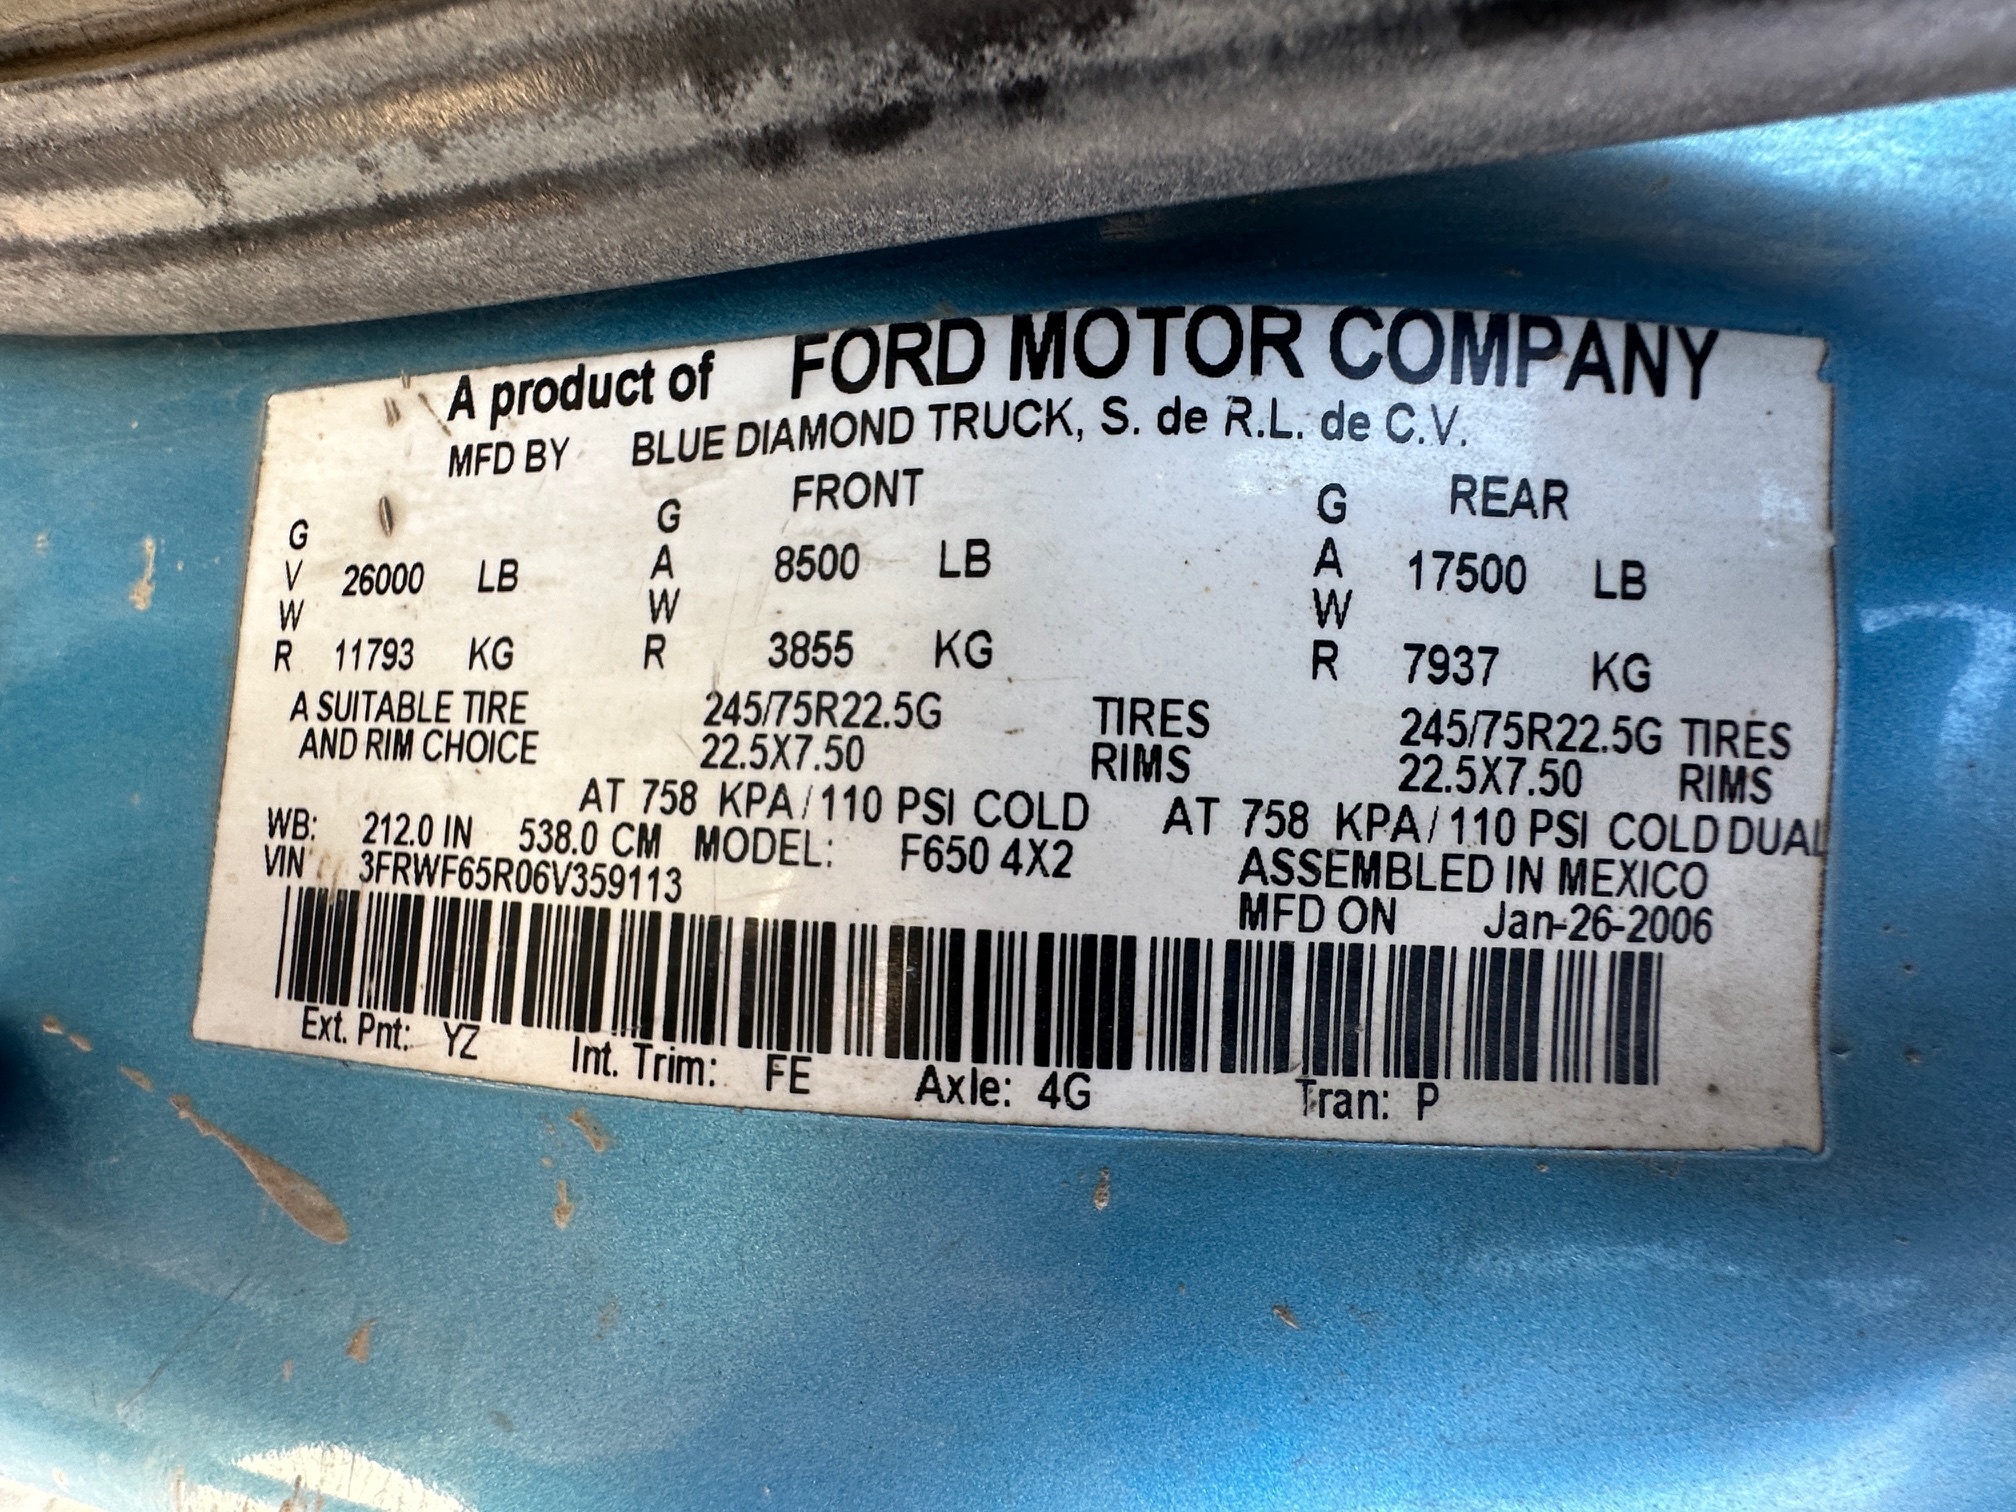 A product of FORD MOTOR COMPANY
MFD BY BLUE DIAMOND TRUCK, S. de R.L. de C.V.
FRONT REAR
GVWR 26000 LB GAWR 8500 LB GAWR 17500 LB
11793 KG 3855 KG 7937 KG
A SUITABLE TIRE 245/75R22.5G TIRES 245/75R22.5G TIRES
AND RIM CHOICE 22.5X7.50 RIMS 22.5X7.50 RIMS
AT 758 KPA/110 PSI COLD AT 758 KPA/110 PSI COLD DUAL
WB: 212.0 IN 538.0 CM MODEL: F650 4X2 ASSEMBLED IN MEXICO
VIN 3FRWF65R06V359113 MFD ON Jan-26-2006
Ext. Pnt: YZ Int. Trim: FE Axle: 4G Tran: P